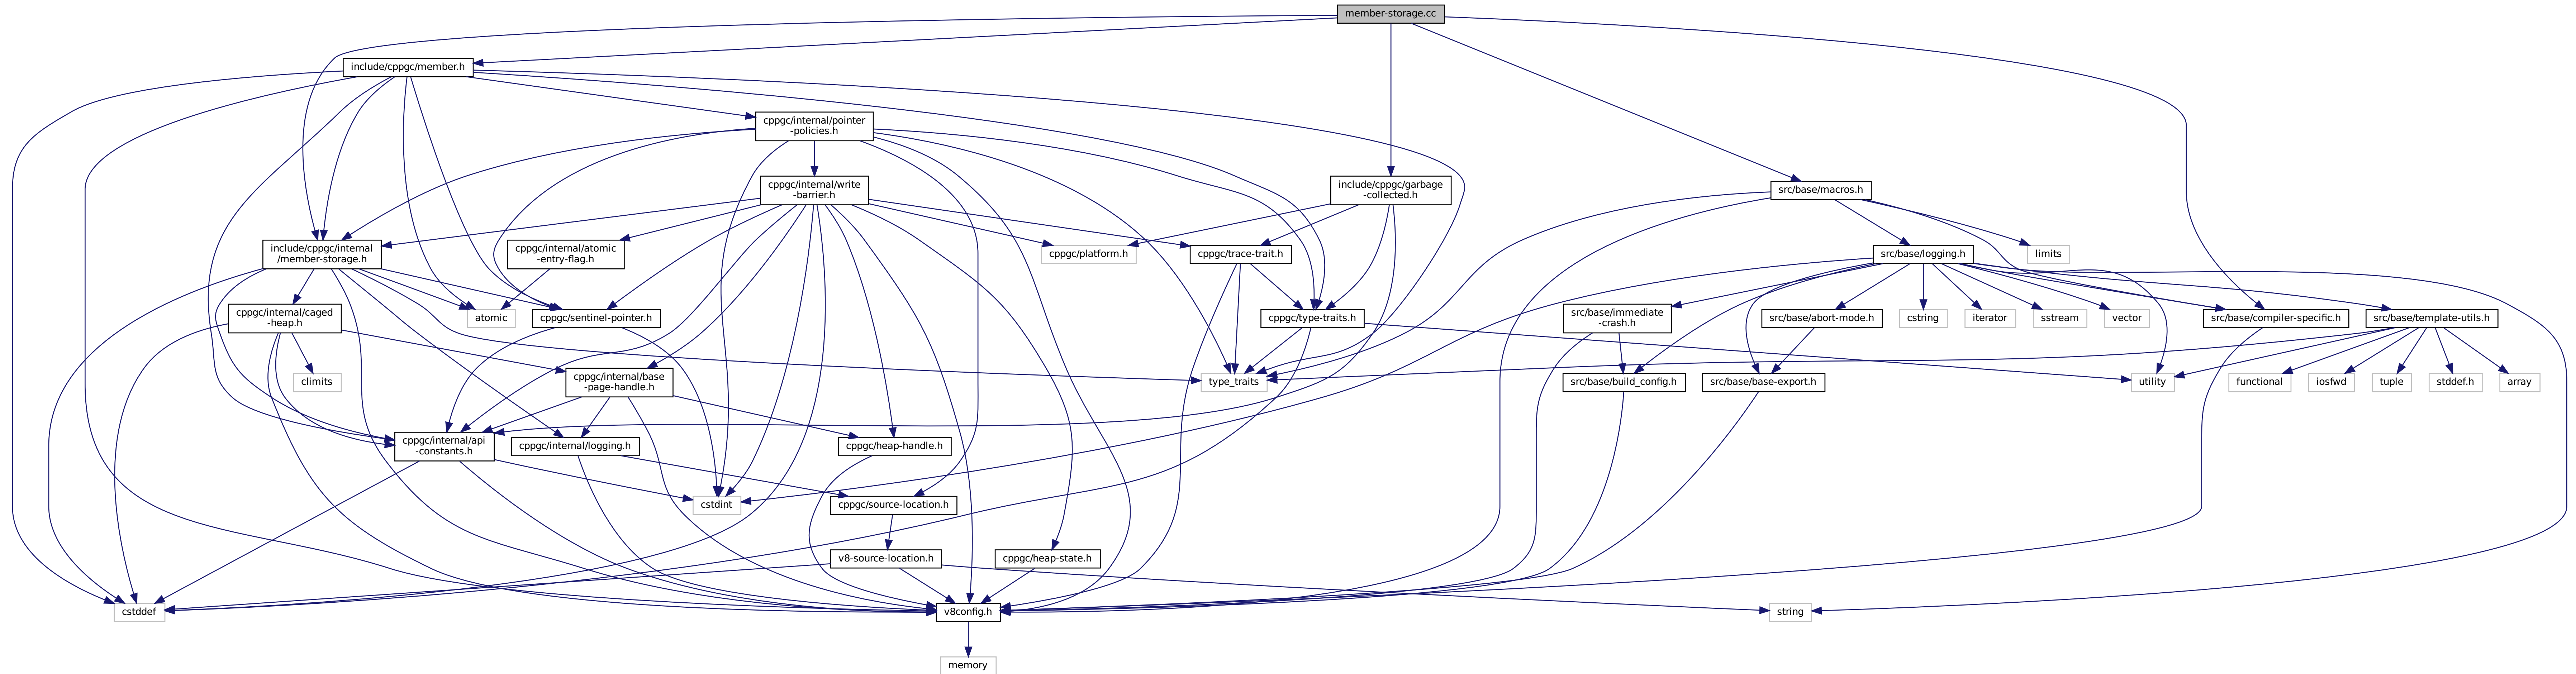 member-storage.cc
include/cppgc/member.h
cppgc/internal/pointer
-policies.h
cppgc/internal/write
-barrier.h
include/cppgc/garbage
-collected.h
src/base/macros.h
include/cppgc/internal
/member-storage.h
cppgc/internal/atomic
-entry-flag.h
cppgc/platform.h
cppgc/trace-trait.h
src/base/logging.h
limits
cppgc/internal/caged
-heap.h
atomic
cppgc/sentinel-pointer.h
cppgc/type-traits.h
src/base/immediate
-crash.h
src/base/abort-mode.h
cstring
iterator
sstream
vector
src/base/compiler-specific.h
src/base/template-utils.h
climits
cppgc/internal/base
-page-handle.h
type_traits
src/base/build_config.h
src/base/base-export.h
utility
functional
iosfwd
tuple
stddef.h
array
cppgc/internal/api
-constants.h
cppgc/internal/logging.h
cppgc/heap-handle.h
cstdint
cppgc/source-location.h
v8-source-location.h
cppgc/heap-state.h
cstddef
v8config.h
string
memory